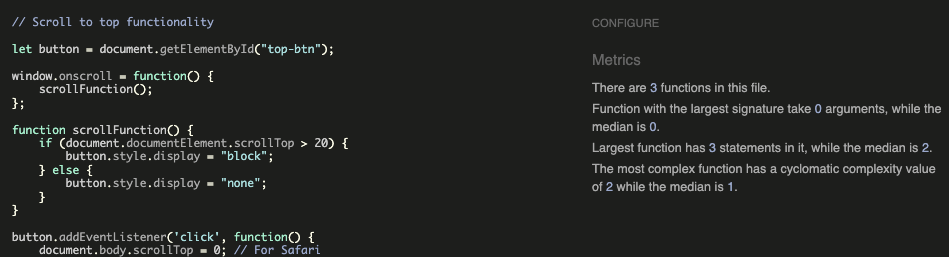 // Scroll to top functionality
let button = document.getElementById("top-btn");
window.onscroll = function() {
    scrollFunction();
};
function scrollFunction() {
    if (document.documentElement.scrollTop > 20) {
        button.style.display = "block";
    } else {
        button.style.display = "none";
    }
}
button.addEventListener('click', function() {
    document.body.scrollTop = 0; // For Safari
CONFIGURE
Metrics
There are 3 functions in this file.
Function with the largest signature take 0 arguments, while the
median is 0.
Largest function has 3 statements in it, while the median is 2.
The most complex function has a cyclomatic complexity value
of 2 while the median is 1.